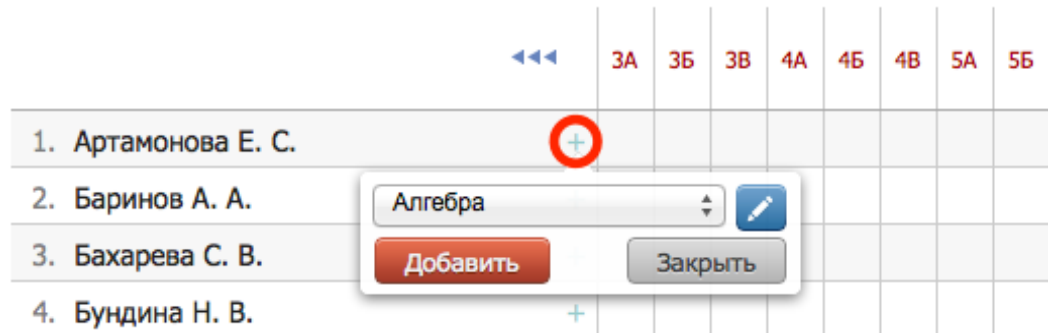 ◄◄◄ 3А 3Б 3В 4А 4Б 4В 5А 5Б
1. Артамонова Е. С. +
2. Баринов А. А.
Алгебра
3. Бахарева С. В.
Добавить Закрыть
4. Бундина Н. В. +